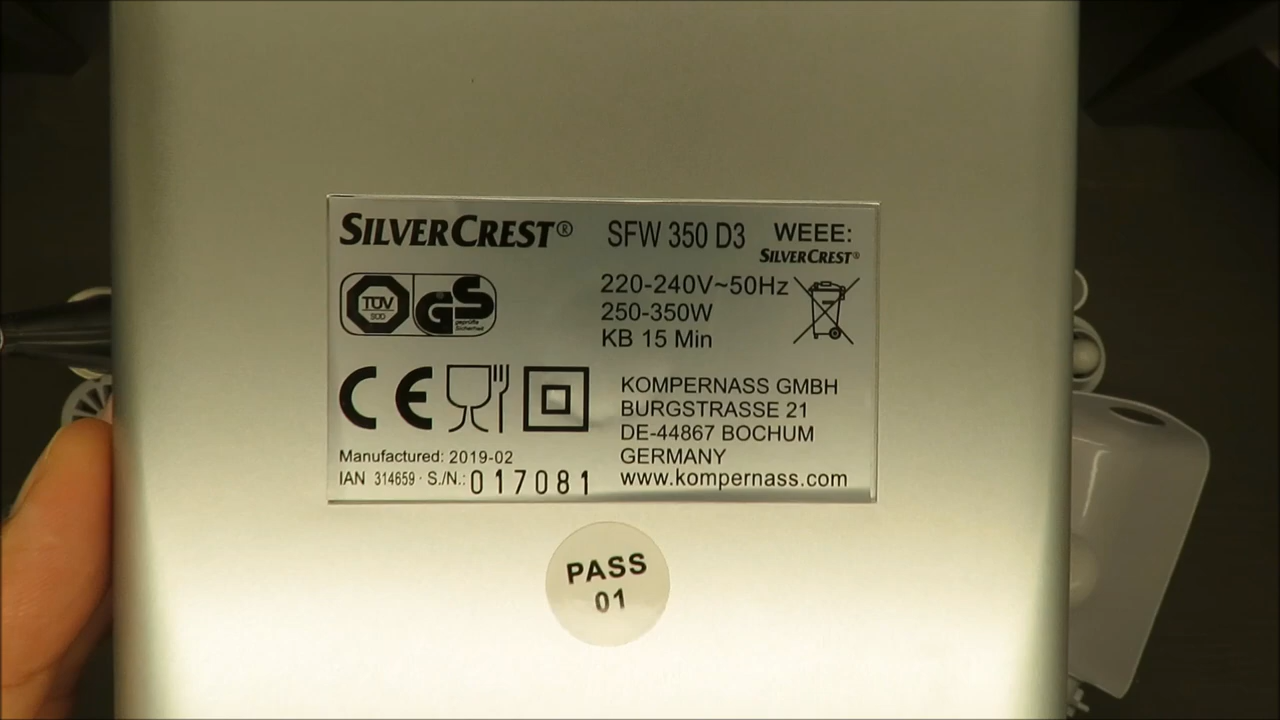 SILVERCREST® SFW 350 D3 WEEE:
SILVERCREST®
TÜV
SÜD
GS
geprüfte
Sicherheit
220-240V~50Hz
250-350W
KB 15 Min
CE
KOMPERNASS GMBH
BURGSTRASSE 21
DE-44867 BOCHUM
GERMANY
www.kompernass.com
Manufactured: 2019-02
IAN 314659 · S./N.: 017081
PASS
01